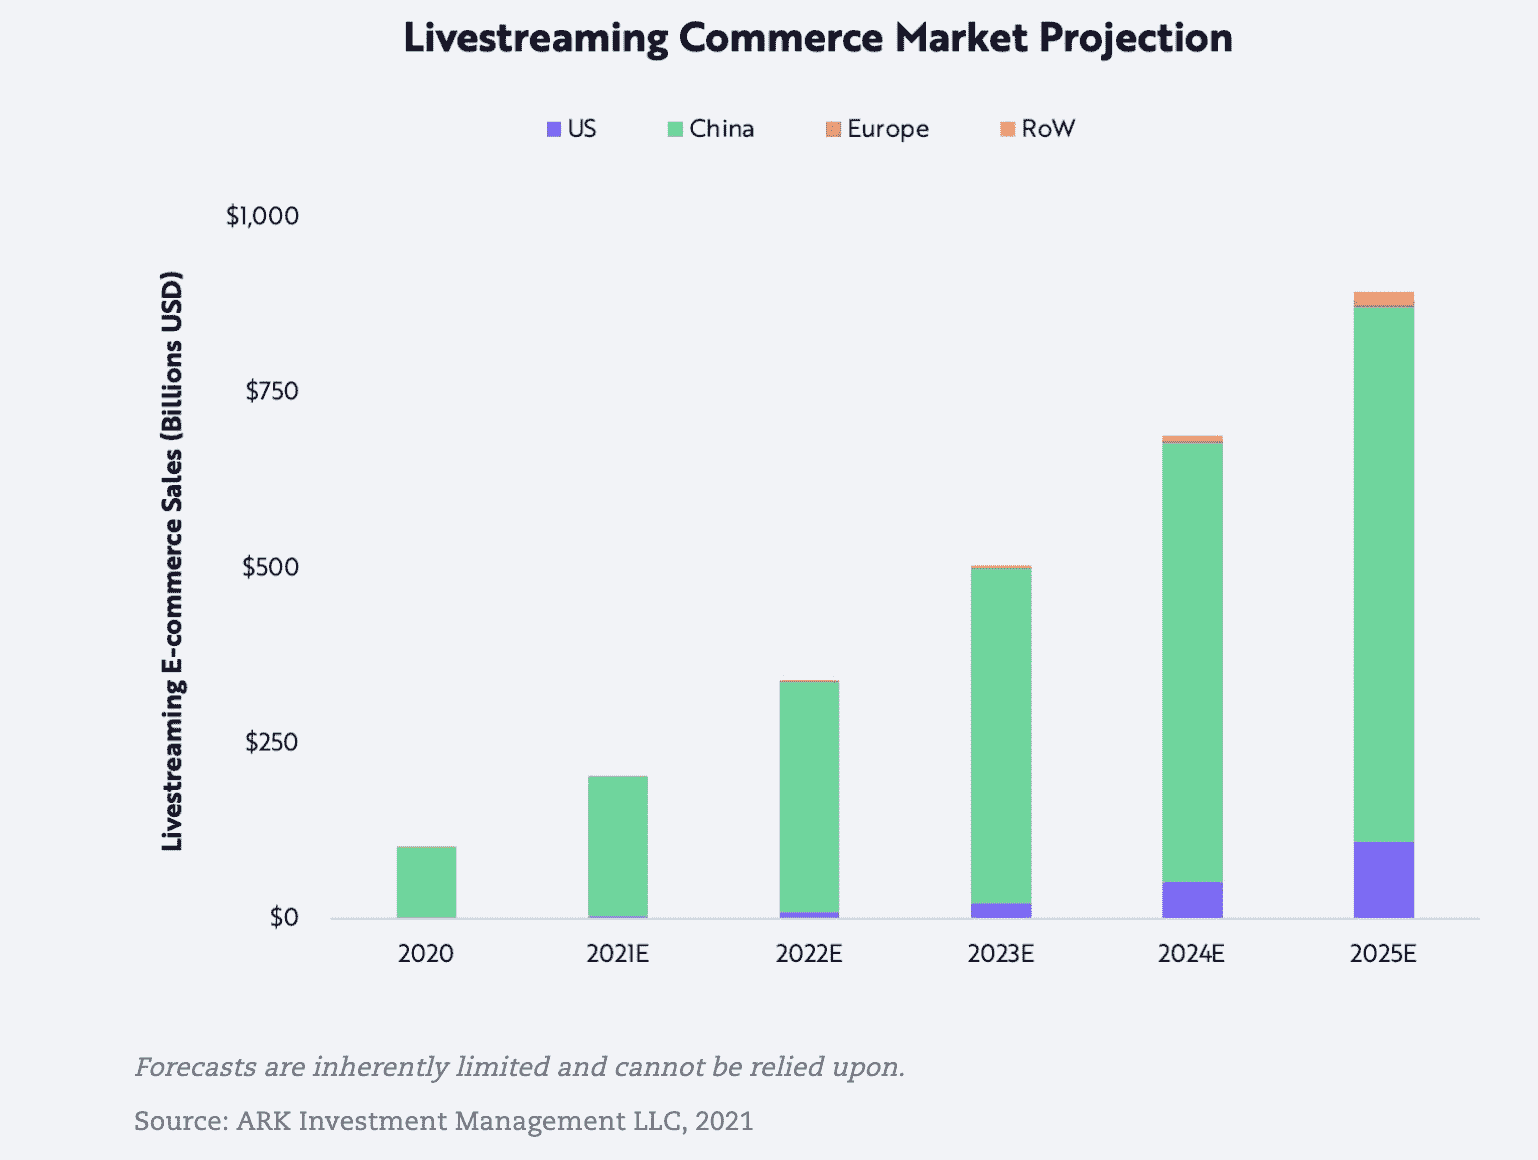 Livestreaming Commerce Market Projection
US China Europe RoW
Livestreaming E-commerce Sales (Billions USD)
$1,000
$750
$500
$250
$0
2020 2021E 2022E 2023E 2024E 2025E
Forecasts are inherently limited and cannot be relied upon.
Source: ARK Investment Management LLC, 2021